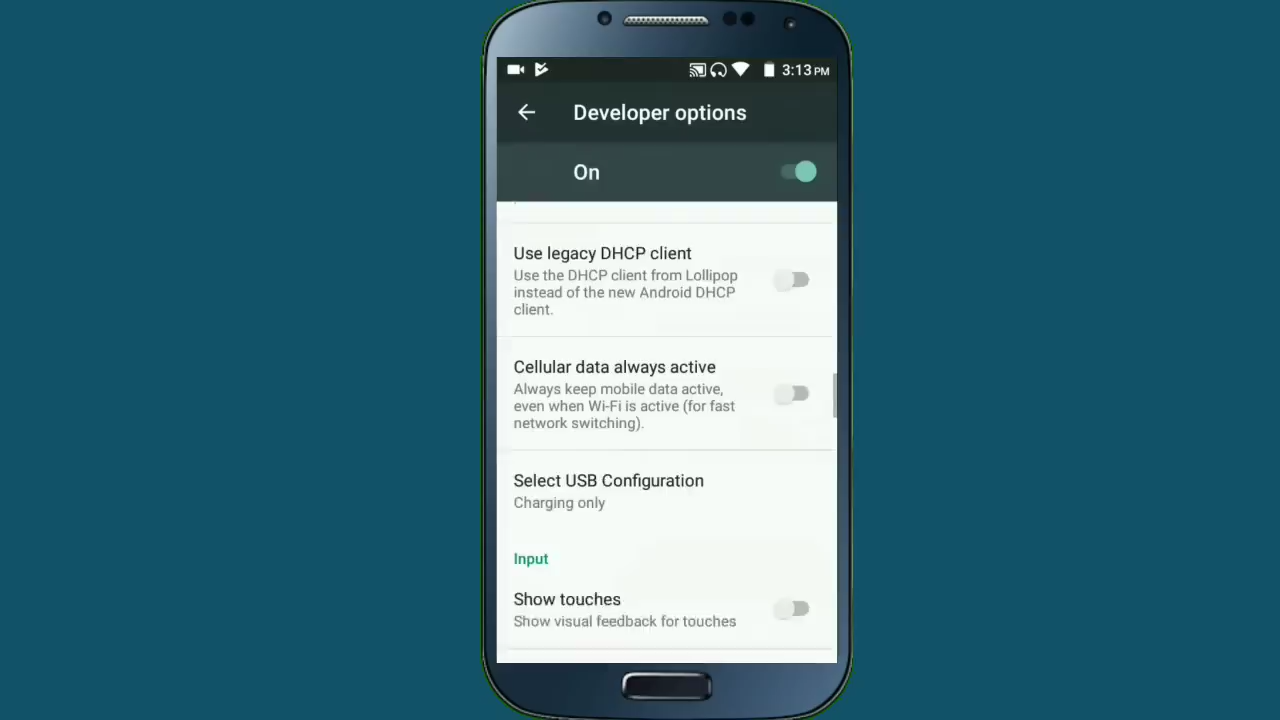 3:13 PM
Developer options
On
Use legacy DHCP client
Use the DHCP client from Lollipop
instead of the new Android DHCP
client.
Cellular data always active
Always keep mobile data active,
even when Wi-Fi is active (for fast
network switching).
Select USB Configuration
Charging only
Input
Show touches
Show visual feedback for touches